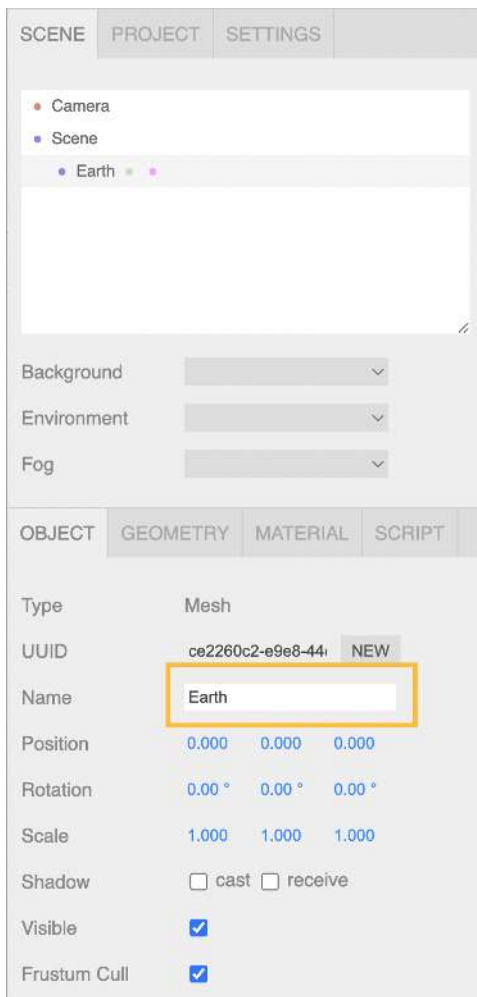 SCENE PROJECT SETTINGS
Camera
Scene
Earth
Background
Environment
Fog
OBJECT GEOMETRY MATERIAL SCRIPT
Type Mesh
UUID ce2260c2-e9e8-44 NEW
Name Earth
Position 0.000 0.000 0.000
Rotation 0.00 ° 0.00 ° 0.00 °
Scale 1.000 1.000 1.000
Shadow cast receive
Visible
Frustum Cull